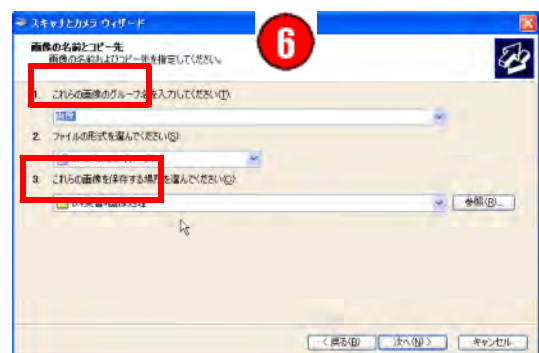 スキャナとカメラ ウィザード
6
画像の名前とコピー先
画像の名前およびコピー先を指定してください。
1. これらの画像のグループ名を入力してください(T):
画像
2. ファイルの形式を選んでください(S):
3. これらの画像を保存する場所を選んでください(C):
参照(R)...
< 戻る(B)
次へ(N) >
キャンセル